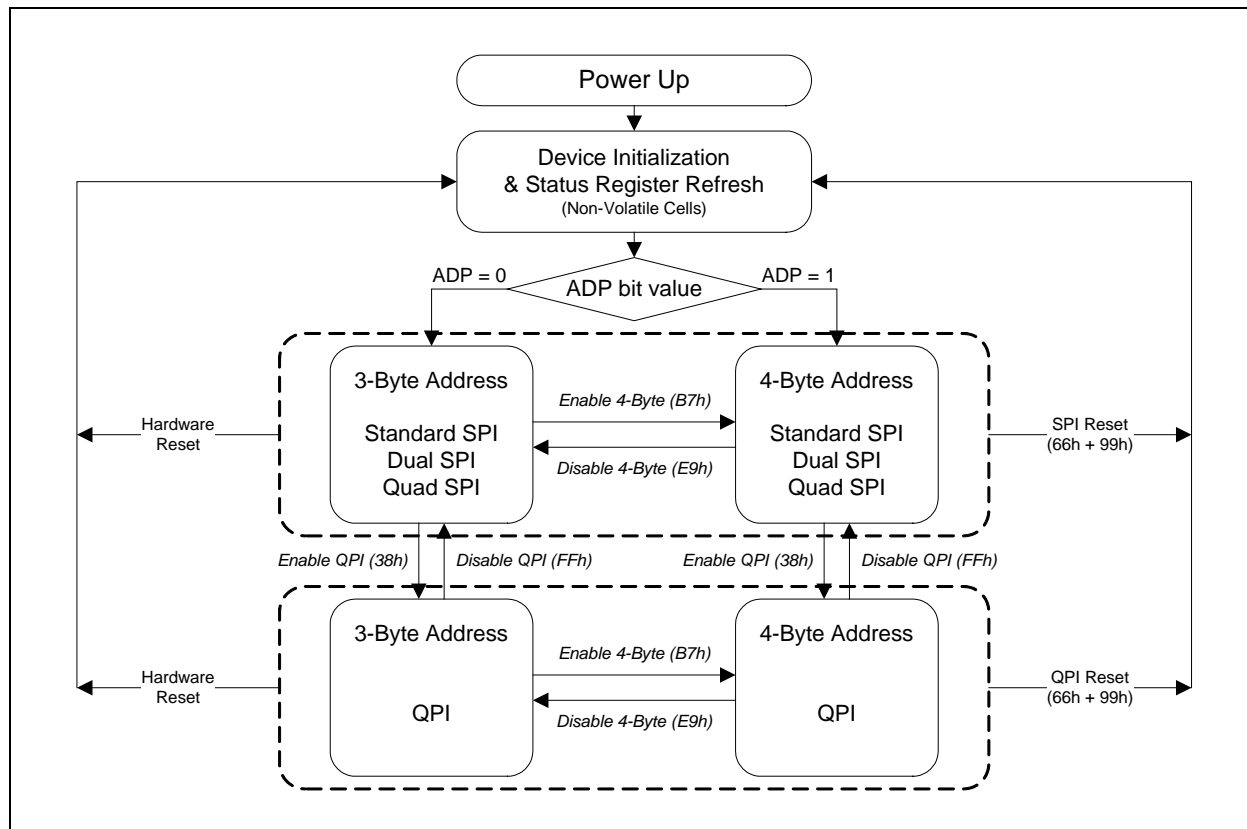 Power Up
Device Initialization
& Status Register Refresh
(Non-Volatile Cells)
ADP = 0
ADP bit value
ADP = 1
3-Byte Address
Standard SPI
Dual SPI
Quad SPI
Enable 4-Byte (B7h)
Disable 4-Byte (E9h)
4-Byte Address
Standard SPI
Dual SPI
Quad SPI
Hardware
Reset
SPI Reset
(66h + 99h)
Enable QPI (38h)
Disable QPI (FFh)
Enable QPI (38h)
Disable QPI (FFh)
3-Byte Address
QPI
Enable 4-Byte (B7h)
Disable 4-Byte (E9h)
4-Byte Address
QPI
Hardware
Reset
QPI Reset
(66h + 99h)